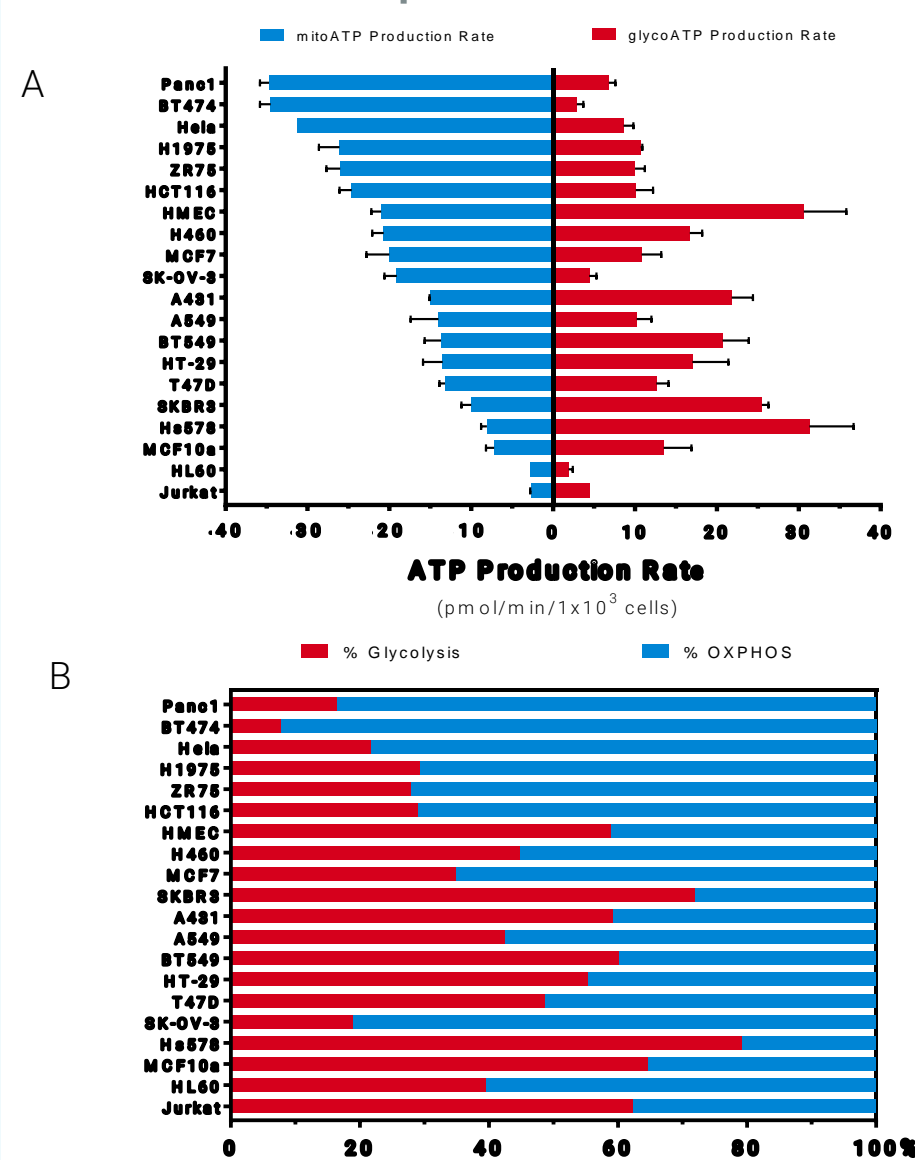 mitoATP Production Rate glycoATP Production Rate
A
Panc1
BT474
Hela
H1975
ZR75
HCT116
HMEC
H460
MCF7
SK-OV-3
A431
A549
BT549
HT-29
T47D
SKBR3
Hs578
MCF10a
HL60
Jurkat
-40 -30 -20 10 0 10 20 30 40
ATP Production Rate
(pmol/min/1x10³ cells)
B
% Glycolysis % OXPHOS
Panc1
BT474
Hela
H1975
ZR75
HCT116
HMEC
H460
MCF7
SKBR3
A431
A549
BT549
HT-29
T47D
SK-OV-3
Hs578
MCF10a
HL60
Jurkat
0 20 40 60 80 100%